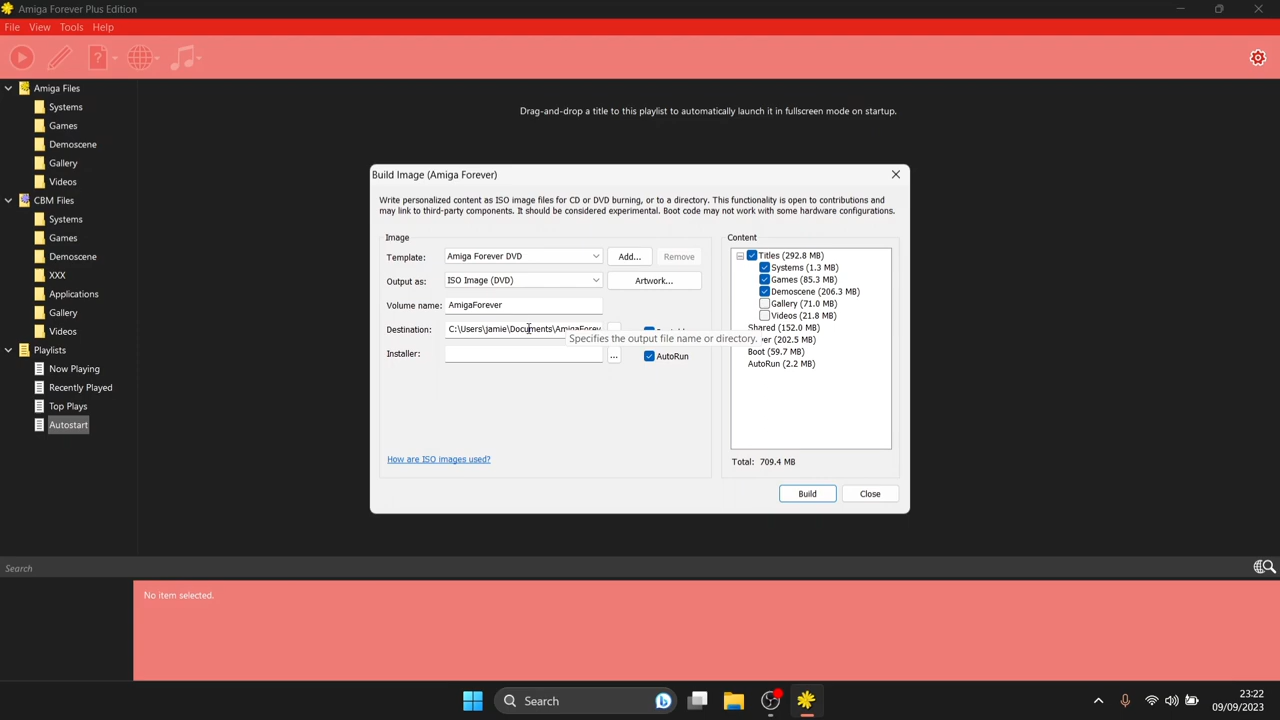 Amiga Forever Plus Edition
File View Tools Help
Amiga Files
Systems
Games
Demoscene
Gallery
Videos
CBM Files
Systems
Games
Demoscene
XXX
Applications
Gallery
Videos
Playlists
Now Playing
Recently Played
Top Plays
Autostart
Drag-and-drop a title to this playlist to automatically launch it in fullscreen mode on startup.
Build Image (Amiga Forever)
Write personalized content as ISO image files for CD or DVD burning, or to a directory. This functionality is open to contributions and
may link to third-party components. It should be considered experimental. Boot code may not work with some hardware configurations.
Image
Template: Amiga Forever DVD Add... Remove
Output as: ISO Image (DVD) Artwork...
Volume name: AmigaForever
Destination: C:\Users\jamie\Documents\AmigaForev
Specifies the output file name or directory.
Installer: ... AutoRun
How are ISO images used?
Content
Titles (292.8 MB)
Systems (1.3 MB)
Games (85.3 MB)
Demoscene (206.3 MB)
Gallery (71.0 MB)
Videos (21.8 MB)
Shared (152.0 MB)
er (202.5 MB)
Boot (59.7 MB)
AutoRun (2.2 MB)
Total: 709.4 MB
Build Close
Search
No item selected.
Search
23:22
09/09/2023